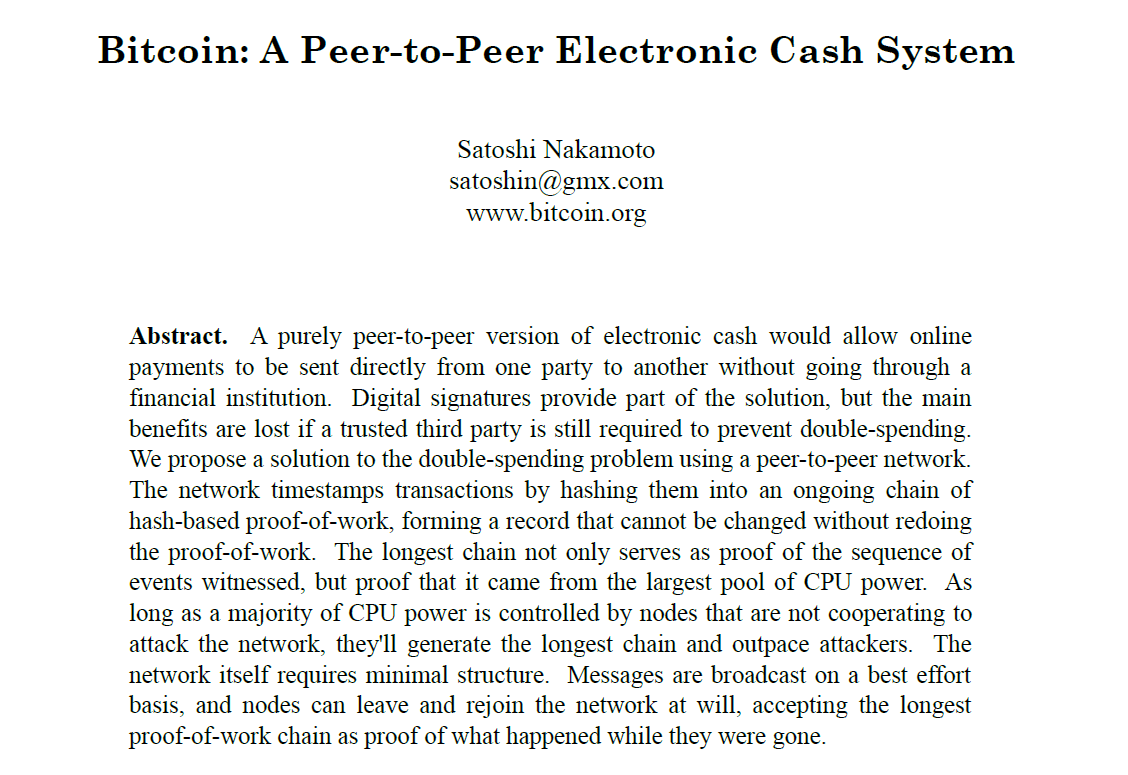 Bitcoin: A Peer-to-Peer Electronic Cash System
Satoshi Nakamoto
satoshin@gmx.com
www.bitcoin.org
Abstract. A purely peer-to-peer version of electronic cash would allow online
payments to be sent directly from one party to another without going through a
financial institution. Digital signatures provide part of the solution, but the main
benefits are lost if a trusted third party is still required to prevent double-spending.
We propose a solution to the double-spending problem using a peer-to-peer network.
The network timestamps transactions by hashing them into an ongoing chain of
hash-based proof-of-work, forming a record that cannot be changed without redoing
the proof-of-work. The longest chain not only serves as proof of the sequence of
events witnessed, but proof that it came from the largest pool of CPU power. As
long as a majority of CPU power is controlled by nodes that are not cooperating to
attack the network, they'll generate the longest chain and outpace attackers. The
network itself requires minimal structure. Messages are broadcast on a best effort
basis, and nodes can leave and rejoin the network at will, accepting the longest
proof-of-work chain as proof of what happened while they were gone.